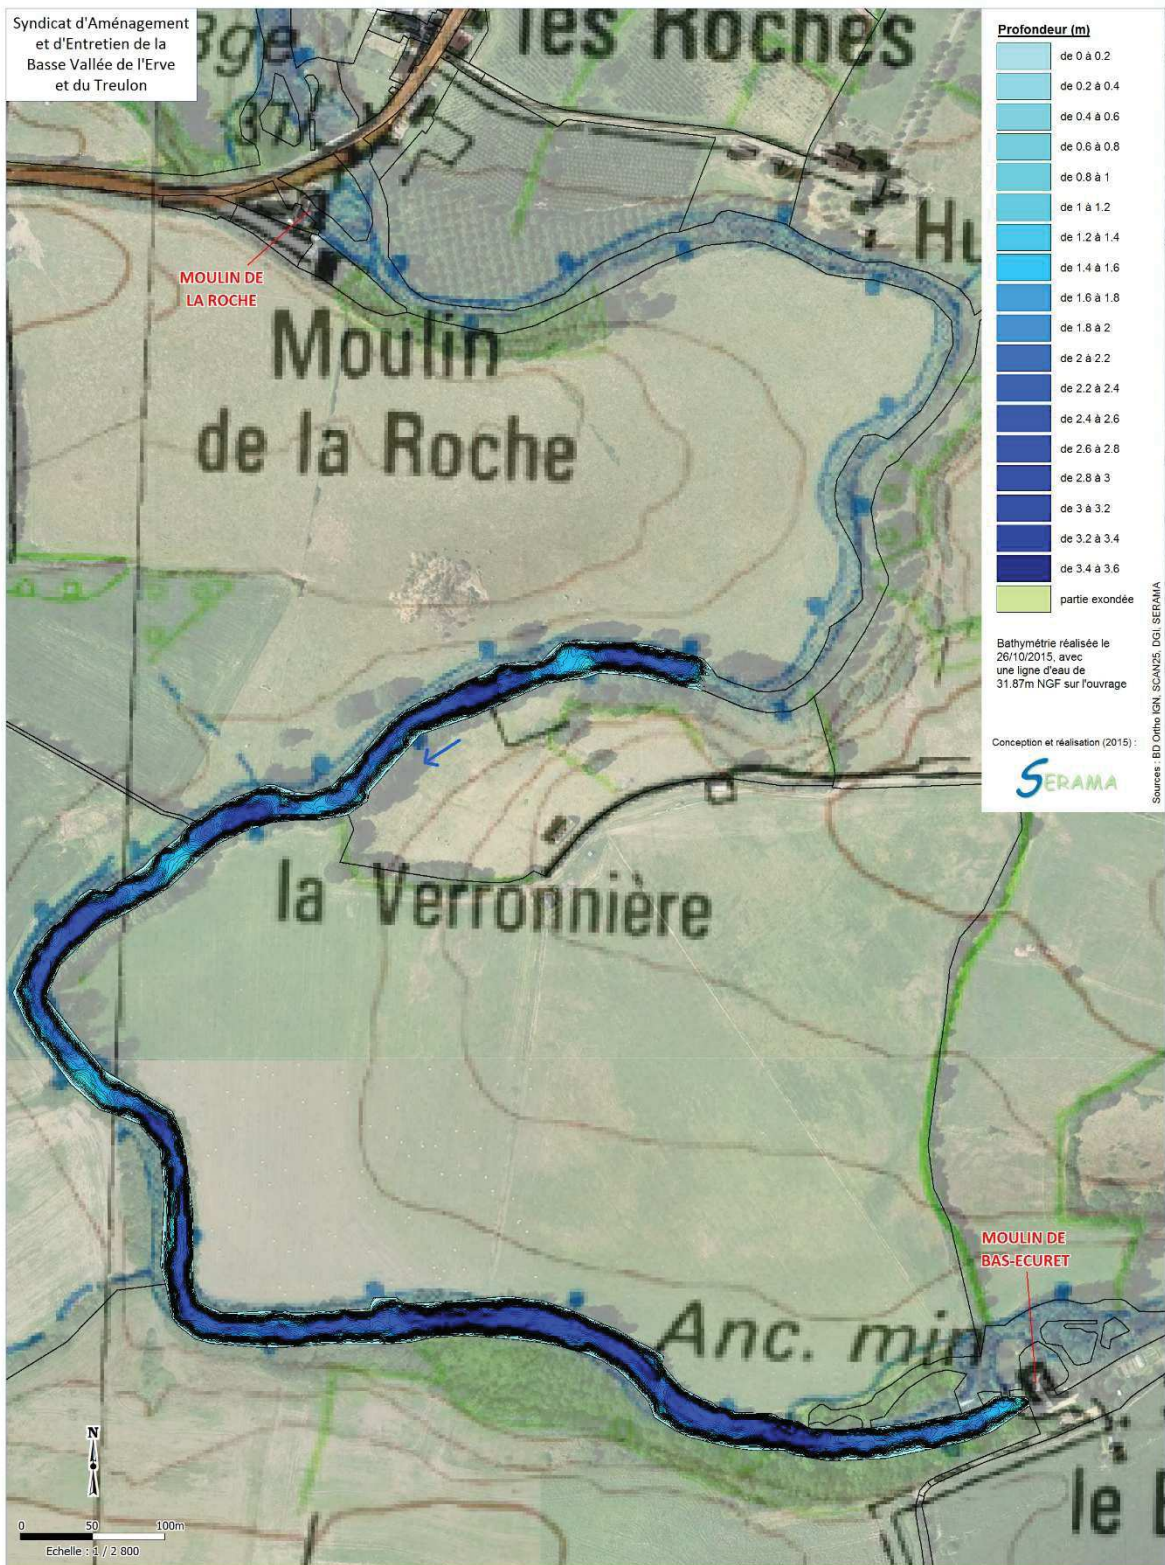 Syndicat d'Aménagement
et d'Entretien de la
Basse Vallée de l'Erve
et du Treulon
les Roches
MOULIN DE
LA ROCHE
Moulin
de la Roche
la Verronnière
MOULIN DE
BAS-ECURET
Anc. min
N
0 50 100m
Echelle : 1 / 2 800
Profondeur (m)
de 0 à 0.2
de 0.2 à 0.4
de 0.4 à 0.6
de 0.6 à 0.8
de 0.8 à 1
de 1 à 1.2
de 1.2 à 1.4
de 1.4 à 1.6
de 1.6 à 1.8
de 1.8 à 2
de 2 à 2.2
de 2.2 à 2.4
de 2.4 à 2.6
de 2.6 à 2.8
de 2.8 à 3
de 3 à 3.2
de 3.2 à 3.4
de 3.4 à 3.6
partie exondée
Bathymétrie réalisée le
26/10/2015, avec
une ligne d'eau de
31.87m NGF sur l'ouvrage
Conception et réalisation (2015) :
SERAMA
Sources : BD Ortho IGN, SCAN25, DGI, SERAMA